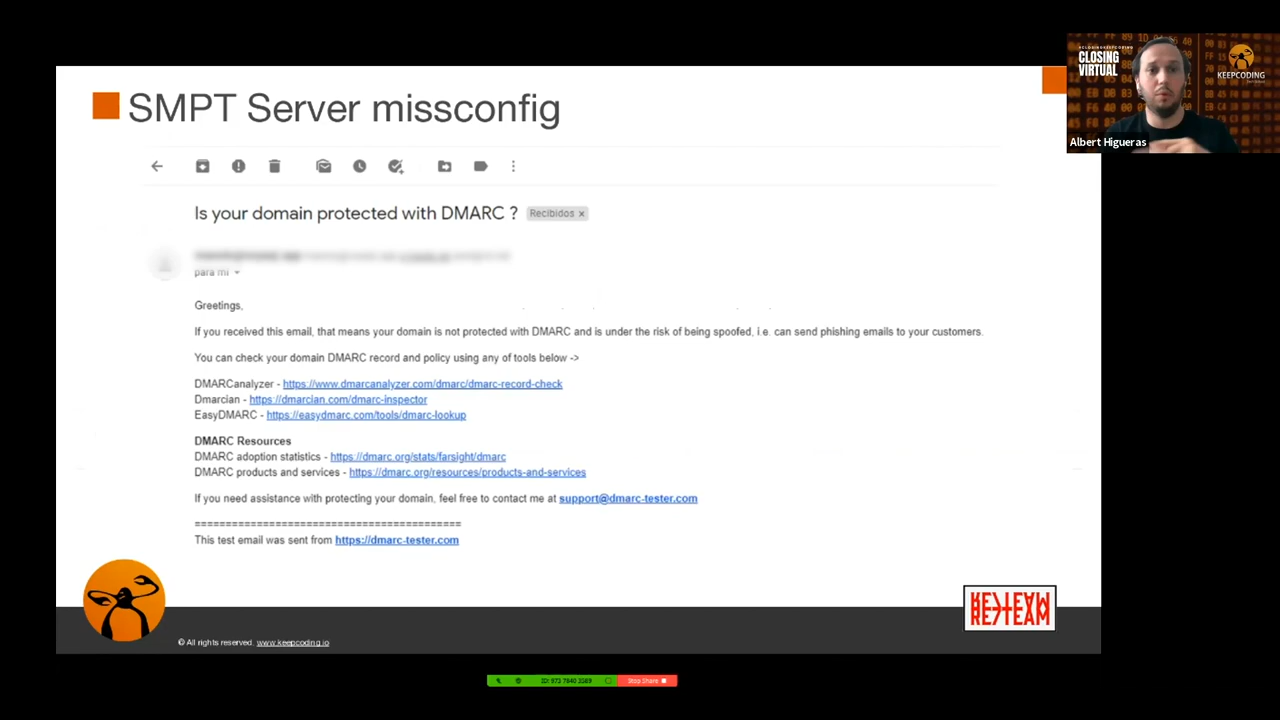 SMPT Server missconfig
Is your domain protected with DMARC ?
Recibidos ×
para mi
Greetings,
If you received this email, that means your domain is not protected with DMARC and is under the risk of being spoofed, i.e. can send phishing emails to your customers.
You can check your domain DMARC record and policy using any of tools below ->
DMARCanalyzer - https://www.dmarcanalyzer.com/dmarc/dmarc-record-check
Dmarcian - https://dmarcian.com/dmarc-inspector
EasyDMARC - https://easydmarc.com/tools/dmarc-lookup
DMARC Resources
DMARC adoption statistics - https://dmarc.org/stats/farsight/dmarc
DMARC products and services - https://dmarc.org/resources/products-and-services
If you need assistance with protecting your domain, feel free to contact me at support@dmarc-tester.com
===========================================
This test email was sent from https://dmarc-tester.com
© All rights reserved. www.keepcoding.io
REDTEAM
CLOSING
VIRTUAL
KEEPCODING
Albert Higueras
Stop Share